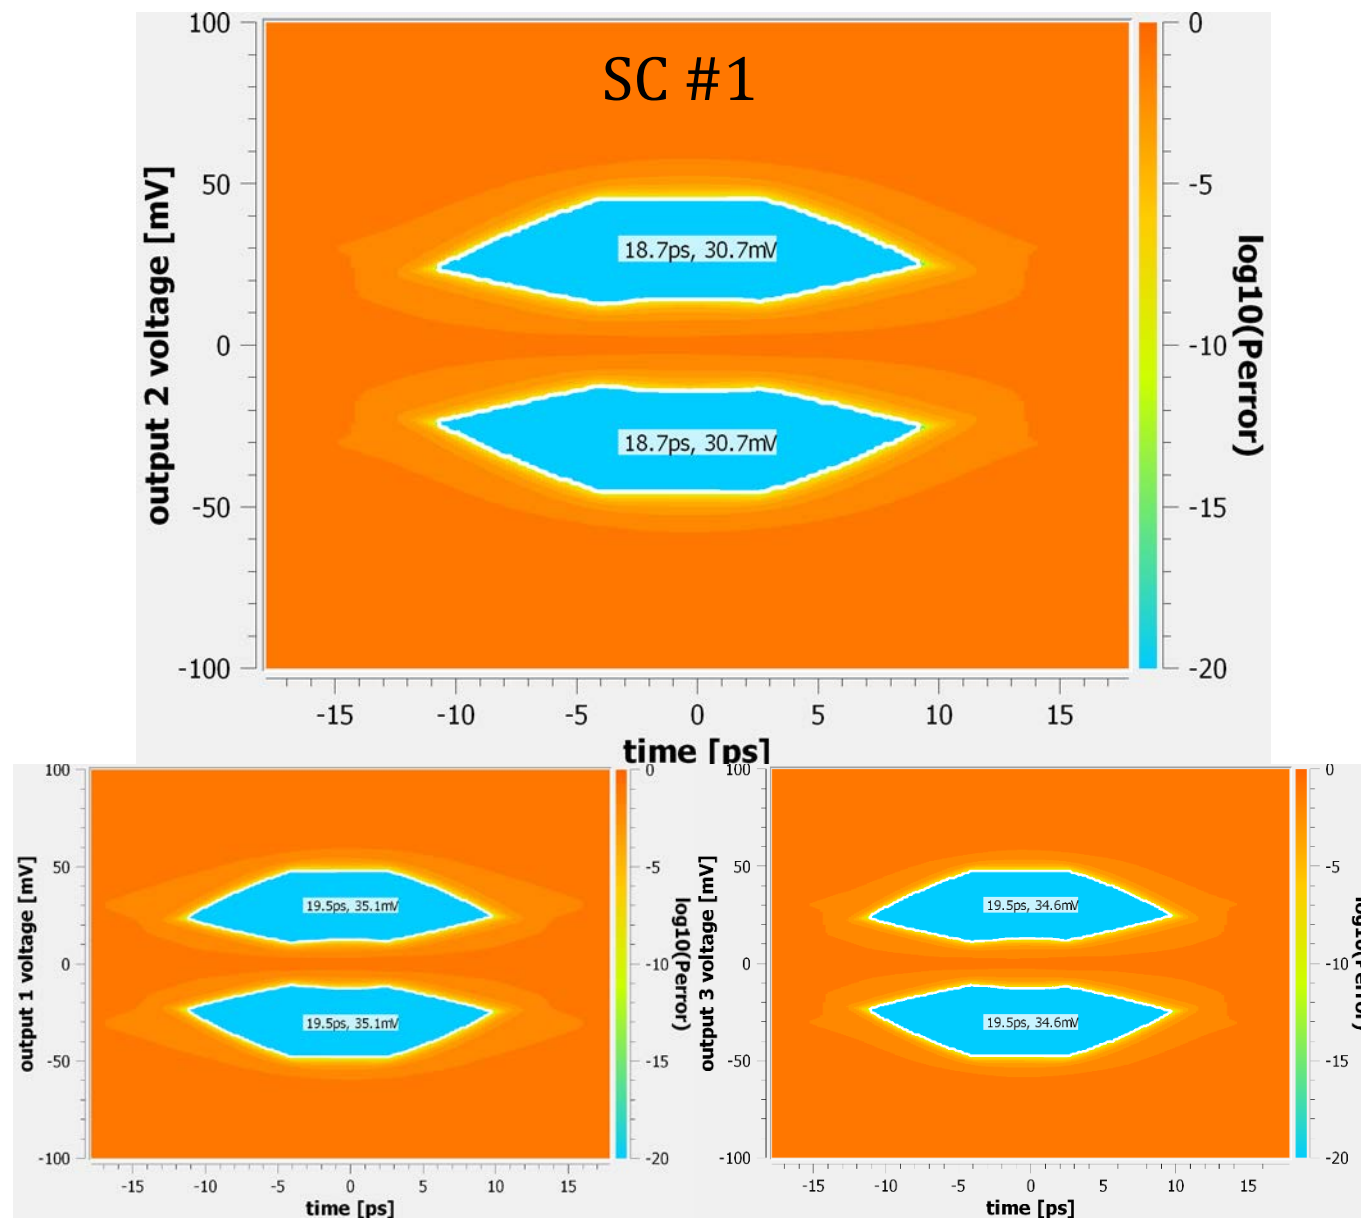 SC #1
100
50
0
-50
-100
output 2 voltage [mV]
18.7ps, 30.7mV
18.7ps, 30.7mV
0
-5
-10
-15
-20
log10(Perror)
-15 -10 -5 0 5 10 15
time [ps]
100
50
0
-50
-100
output 1 voltage [mV]
19.5ps, 35.1mV
19.5ps, 35.1mV
0
-5
-10
-15
-20
log10(Perror)
-15 -10 -5 0 5 10 15
time [ps]
100
50
0
-50
-100
output 3 voltage [mV]
19.5ps, 34.6mV
19.5ps, 34.6mV
0
-5
-10
-15
-20
log10(Perror)
-15 -10 -5 0 5 10 15
time [ps]